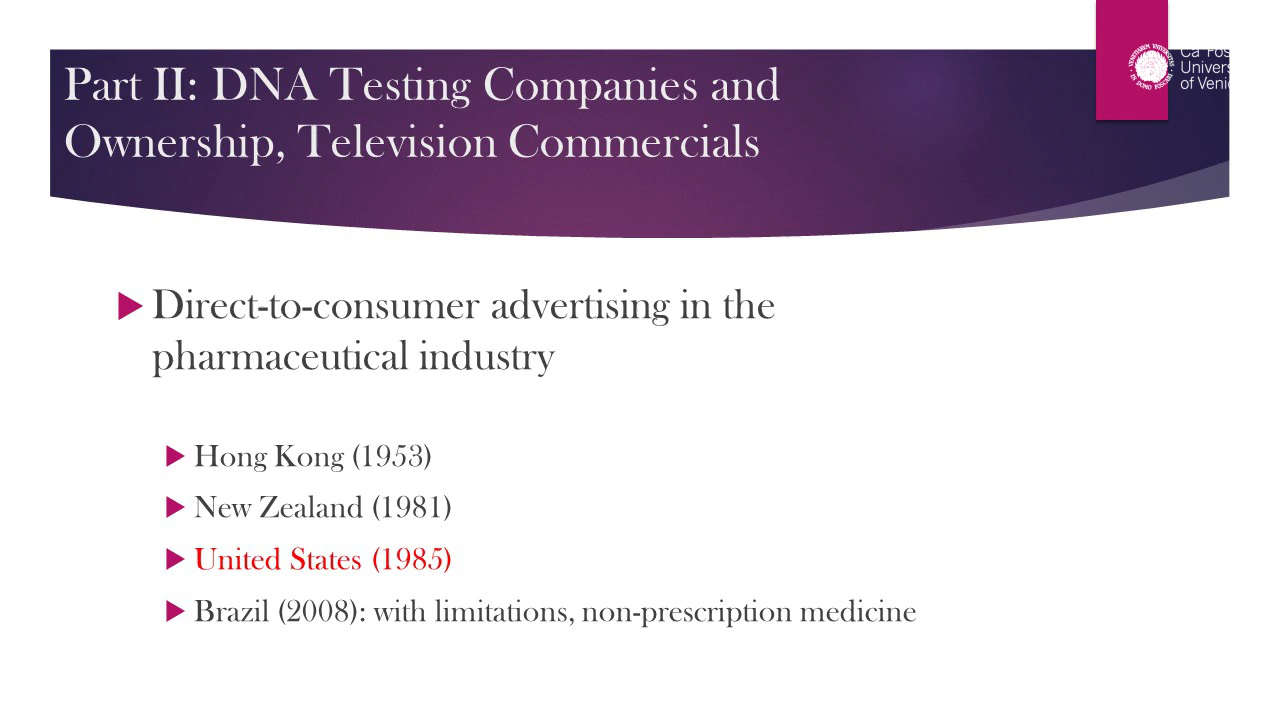 Part II: DNA Testing Companies and
Ownership, Television Commercials
Direct-to-consumer advertising in the
pharmaceutical industry
Hong Kong (1953)
New Zealand (1981)
United States (1985)
Brazil (2008): with limitations, non-prescription medicine